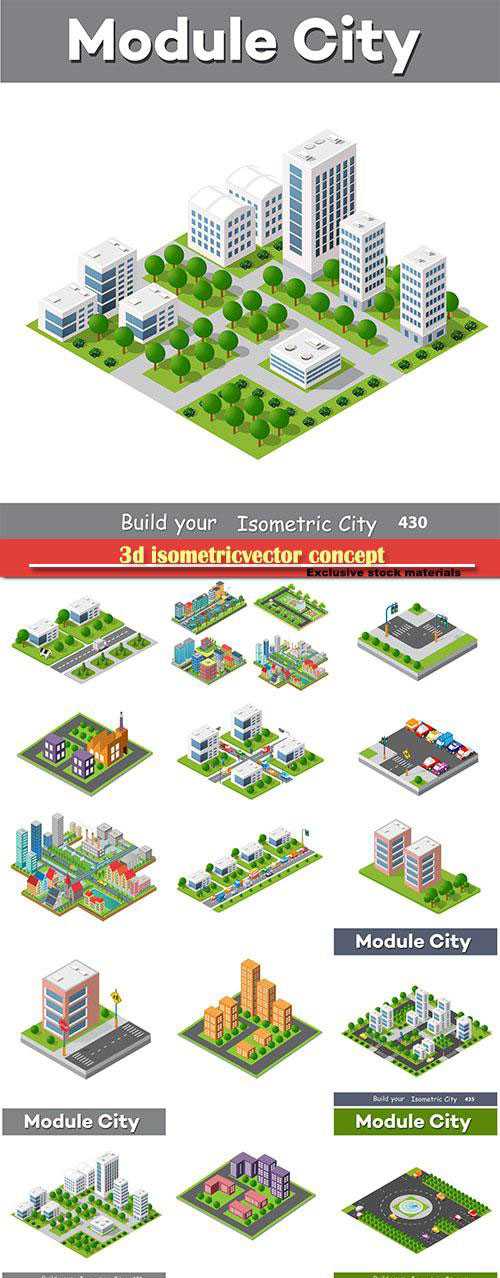 Module City
Build your Isometric City 430
3d isometricvector concept
Exclusive stock materials
Module City
Build your Isometric City 435
Module City
Module City